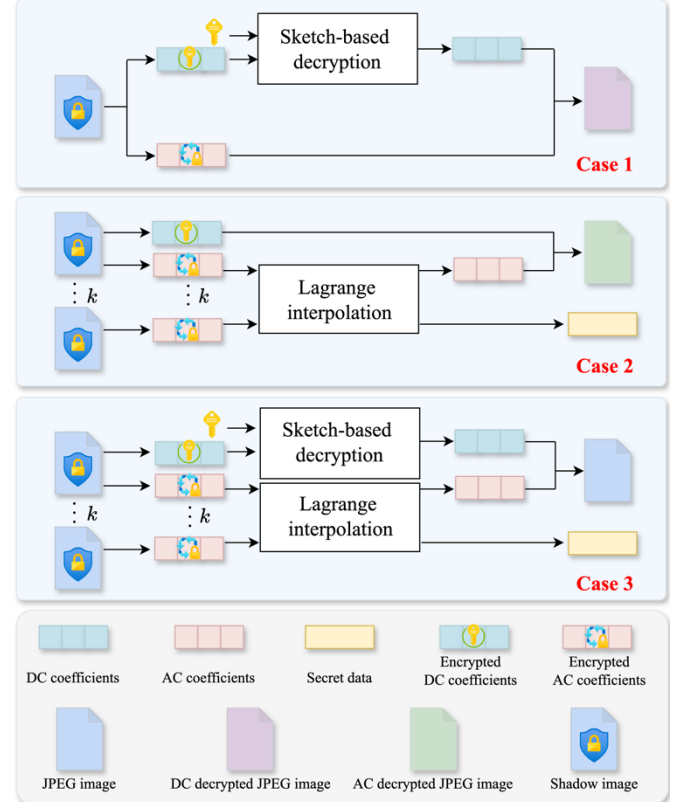 Sketch-based
decryption
Case 1
Lagrange
interpolation
⋮ k
⋮ k
Case 2
Sketch-based
decryption
Lagrange
interpolation
⋮ k
⋮ k
Case 3
DC coefficients
AC coefficients
Secret data
Encrypted
DC coefficients
Encrypted
AC coefficients
JPEG image
DC decrypted JPEG image
AC decrypted JPEG image
Shadow image